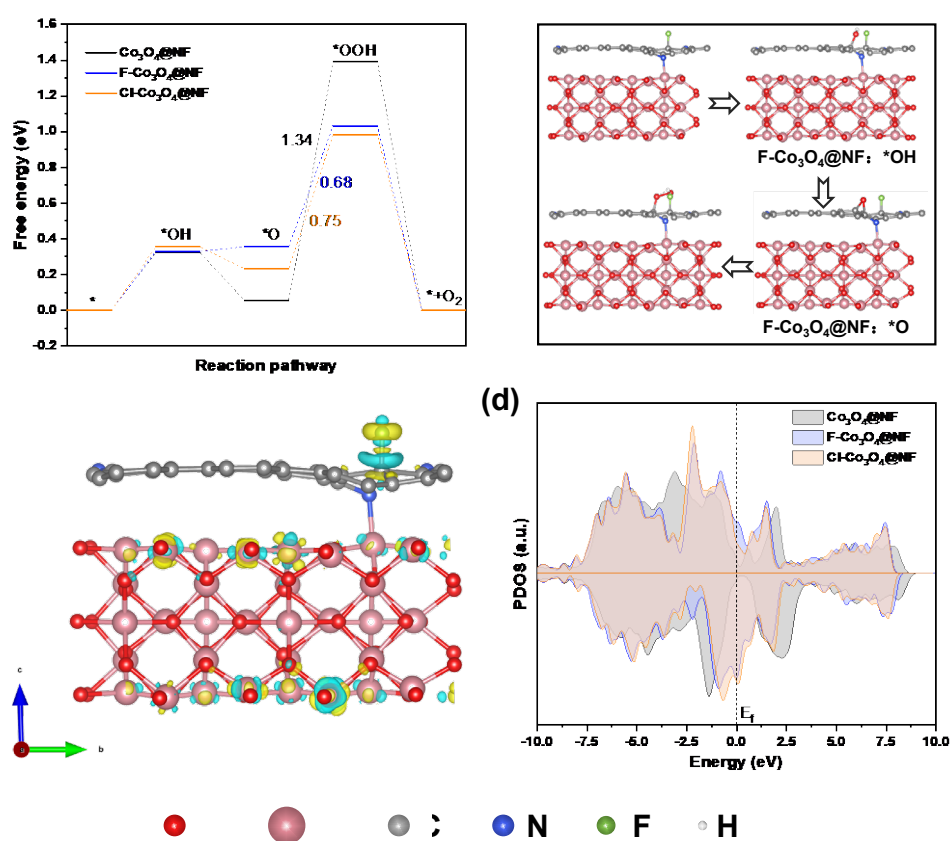 1.6
1.4
1.2
1.0
0.8
0.6
0.4
0.2
0.0
-0.2
Free energy (eV)
Reaction pathway
Co₃O₄@NF
F-Co₃O₄@NF
Cl-Co₃O₄@NF
*
*OH
*O
*OOH
*+O₂
1.34
0.68
0.75
F-Co₃O₄@NF：*OH
F-Co₃O₄@NF：*O
c
b
(d)
Co₃O₄@NF
F-Co₃O₄@NF
Cl-Co₃O₄@NF
PDOS (a.u.)
E_f
-10.0 -7.5 -5.0 -2.5 0.0 2.5 5.0 7.5 10.0
Energy (eV)
N F H